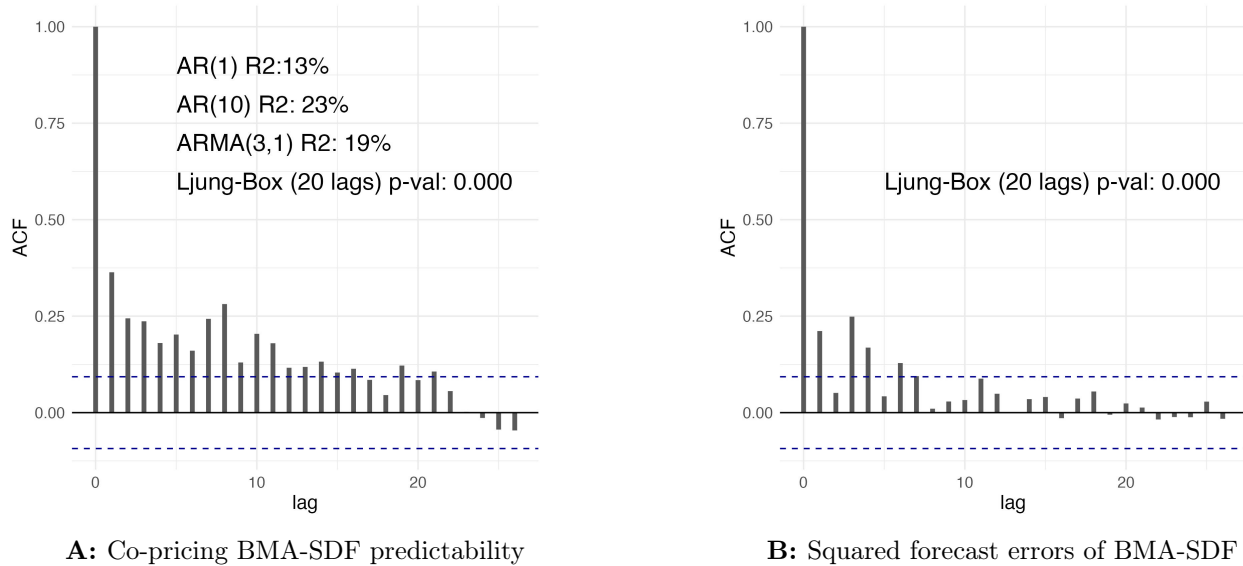 1.00
AR(1) R2:13%
AR(10) R2: 23%
0.75
ARMA(3,1) R2: 19%
Ljung-Box (20 lags) p-val: 0.000
0.50
ACF
0.25
0.00
0
10
20
lag
A: Co-pricing BMA-SDF predictability
1.00
0.75
Ljung-Box (20 lags) p-val: 0.000
0.50
ACF
0.25
0.00
0
10
20
lag
B: Squared forecast errors of BMA-SDF